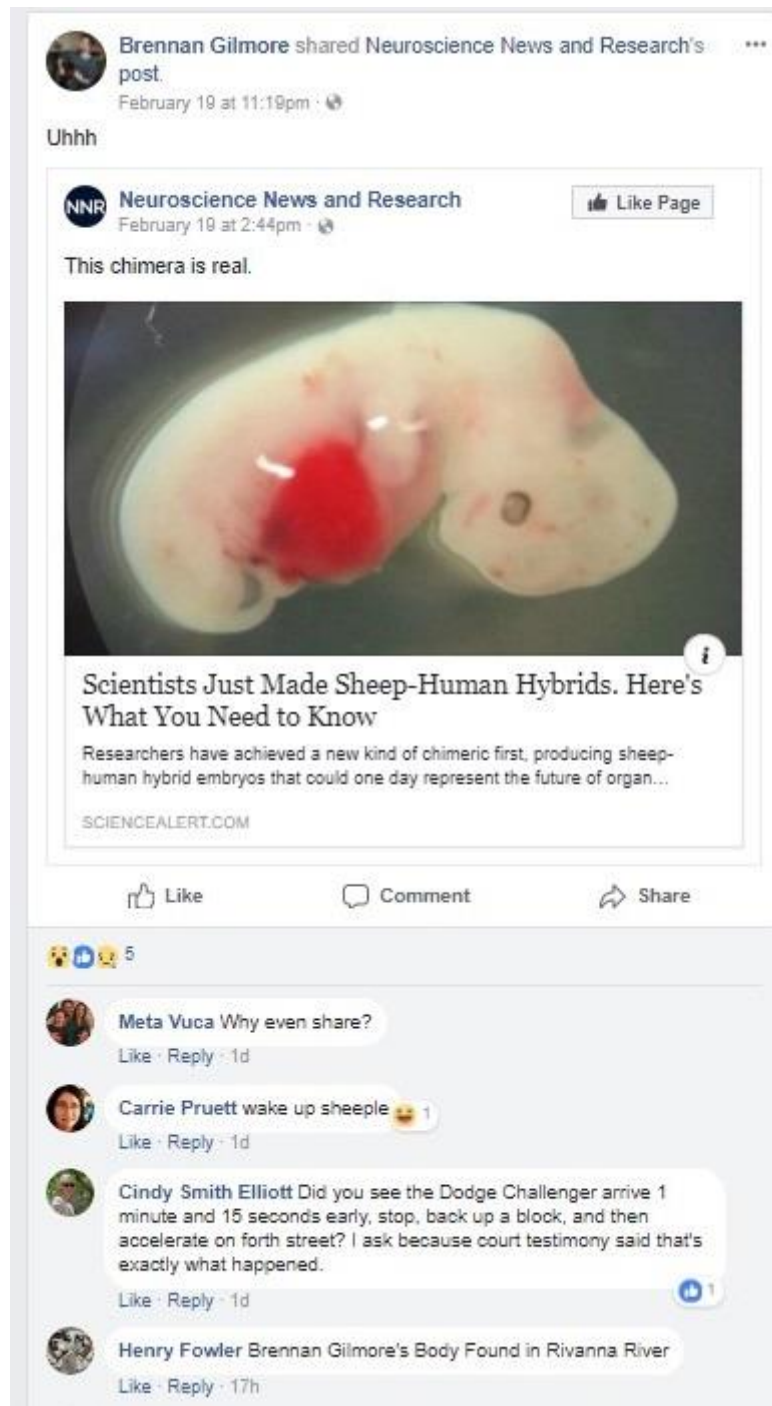 Brennan Gilmore shared Neuroscience News and Research's
post.
February 19 at 11:19pm ·
Uhhh
NNR
Neuroscience News and Research
February 19 at 2:44pm ·
Like Page
This chimera is real.
i
Scientists Just Made Sheep-Human Hybrids. Here's
What You Need to Know
Researchers have achieved a new kind of chimeric first, producing sheep-
human hybrid embryos that could one day represent the future of organ...
SCIENCEALERT.COM
Like Comment Share
5
Meta Vuca Why even share?
Like · Reply · 1d
Carrie Pruett wake up sheeple 1
Like · Reply · 1d
Cindy Smith Elliott Did you see the Dodge Challenger arrive 1
minute and 15 seconds early, stop, back up a block, and then
accelerate on forth street? I ask because court testimony said that's
exactly what happened.
1
Like · Reply · 1d
Henry Fowler Brennan Gilmore's Body Found in Rivanna River
Like · Reply · 17h